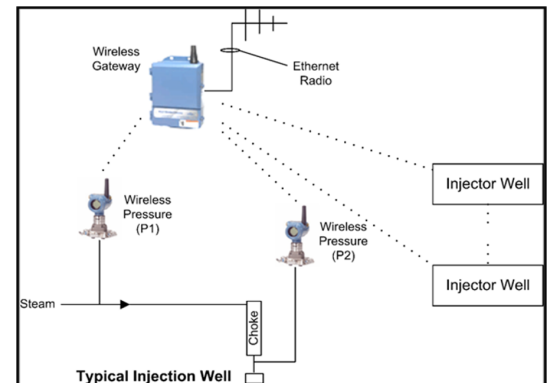 Wireless
Gateway
Ethernet
Radio
Wireless
Pressure
(P1)
Wireless
Pressure
(P2)
Injector Well
Injector Well
Steam
Choke
Typical Injection Well